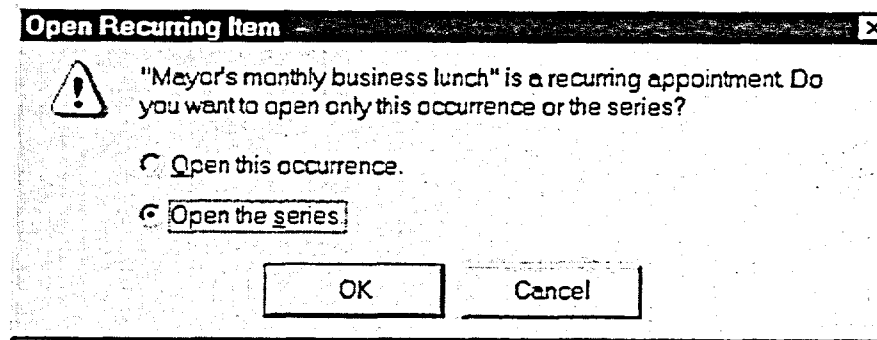 Open Recurring Item
"Mayor's monthly business lunch" is a recurring appointment. Do
you want to open only this occurrence or the series?
Open this occurrence.
Open the series.
OK
Cancel